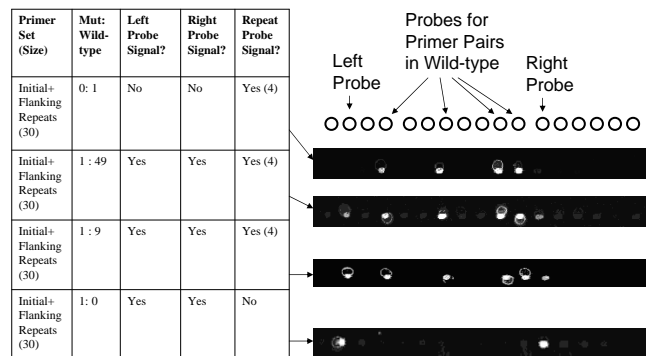 Primer
Set
(Size)
Mut:
Wild-
type
Left
Probe
Signal?
Right
Probe
Signal?
Repeat
Probe
Signal?
Initial+
Flanking
Repeats
(30)
0: 1
No
No
Yes (4)
Initial+
Flanking
Repeats
(30)
1 : 49
Yes
Yes
Yes (4)
Initial+
Flanking
Repeats
(30)
1 : 9
Yes
Yes
Yes (4)
Initial+
Flanking
Repeats
(30)
1: 0
Yes
Yes
No
Left
Probe
Probes for
Primer Pairs
in Wild-type
Right
Probe